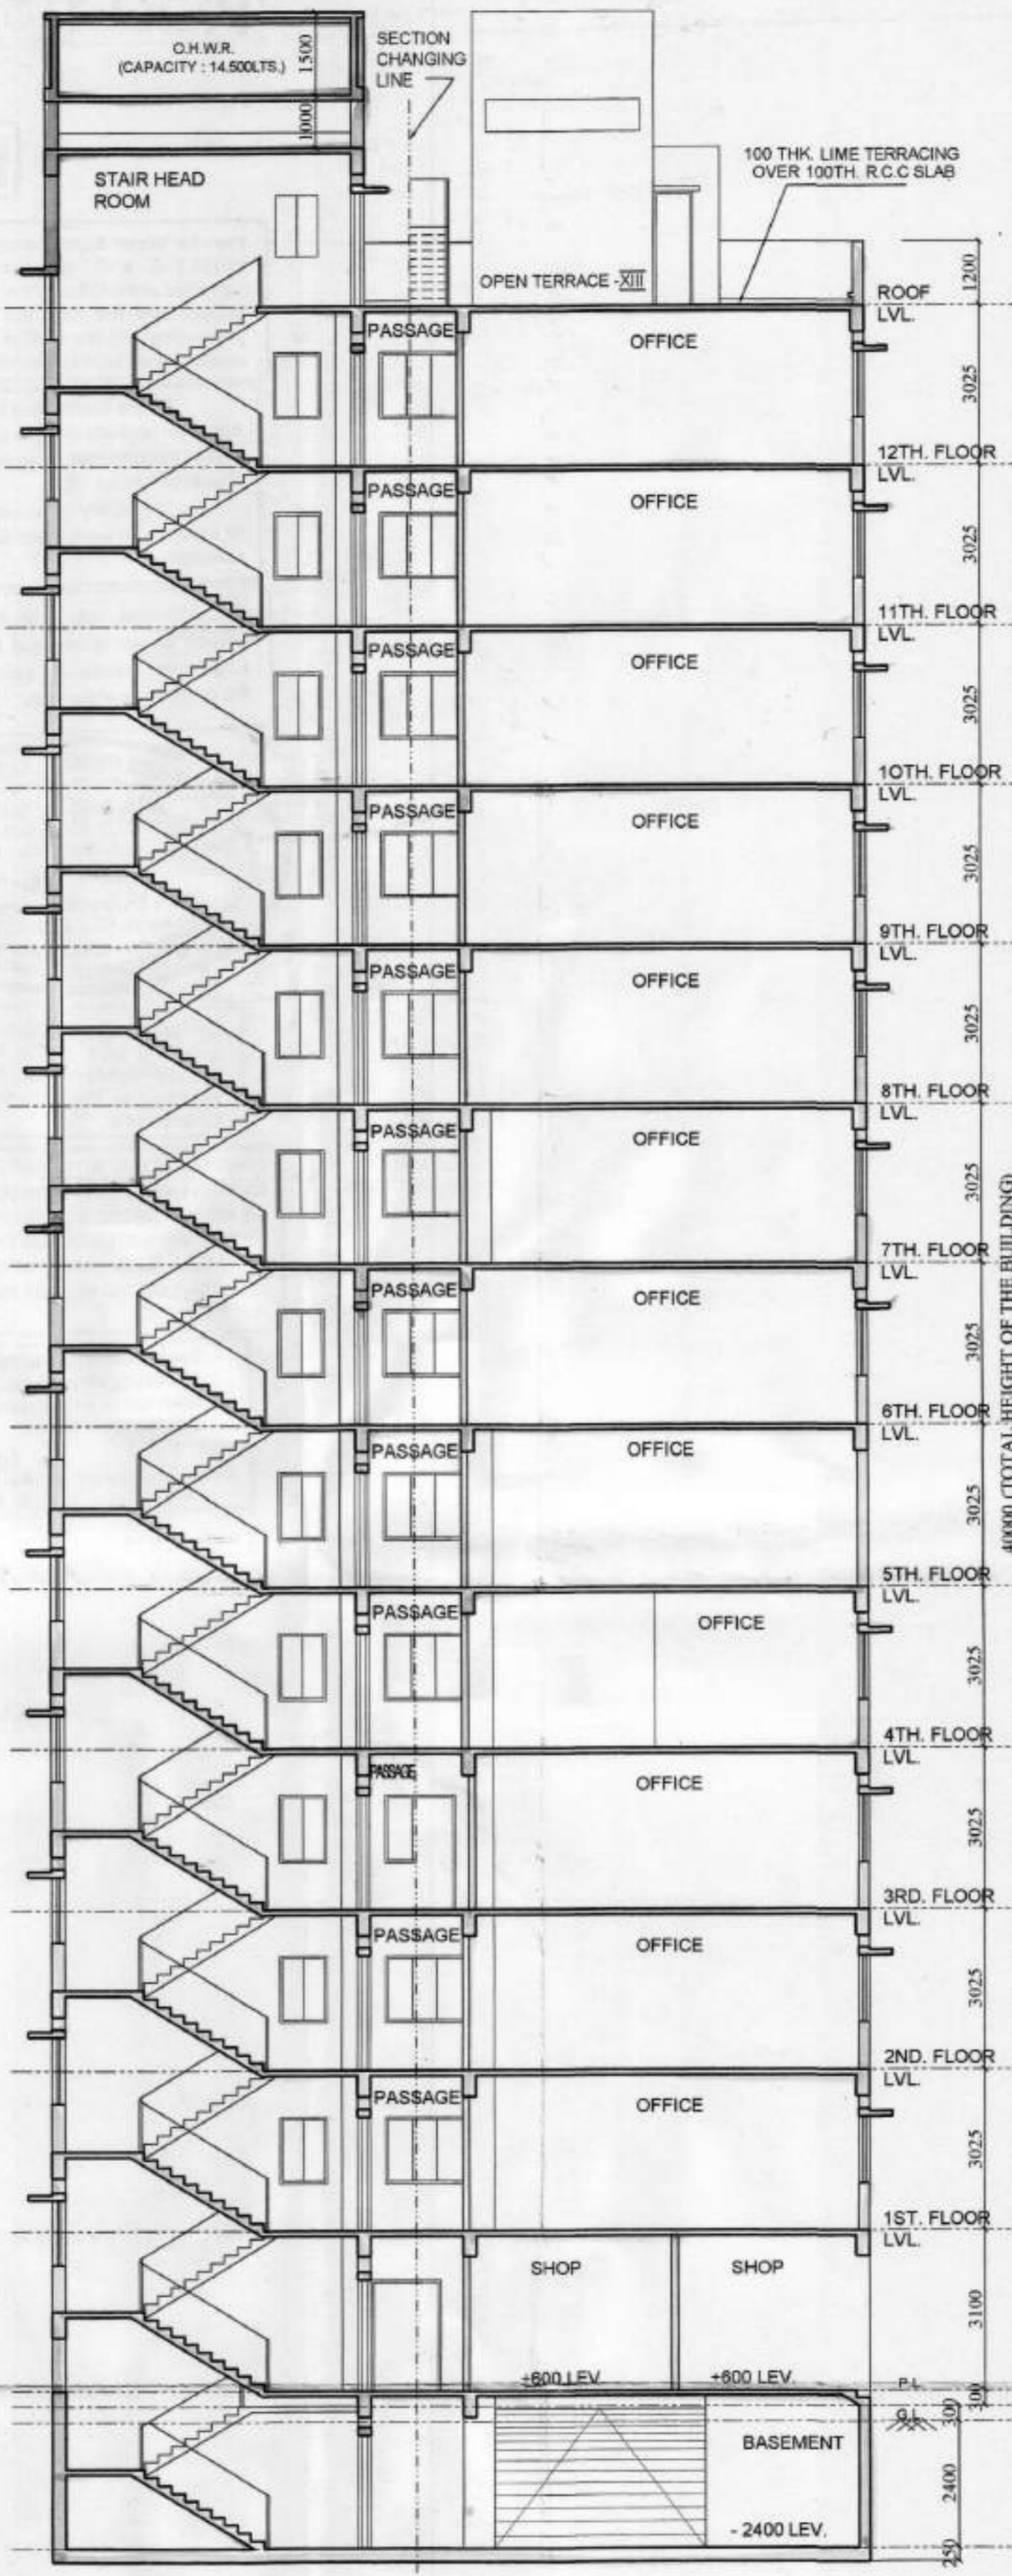 O.H.W.R.
(CAPACITY : 14.500LTS.)
1500
1000
SECTION
CHANGING
LINE
STAIR HEAD
ROOM
100 THK. LIME TERRACING
OVER 100TH. R.C.C SLAB
OPEN TERRACE -XIII
1200
ROOF
LVL.
PASSAGE
OFFICE
3025
12TH. FLOOR
LVL.
PASSAGE
OFFICE
3025
11TH. FLOOR
LVL.
PASSAGE
OFFICE
3025
10TH. FLOOR
LVL.
PASSAGE
OFFICE
3025
9TH. FLOOR
LVL.
PASSAGE
OFFICE
3025
8TH. FLOOR
LVL.
PASSAGE
OFFICE
3025
7TH. FLOOR
LVL.
PASSAGE
OFFICE
3025
6TH. FLOOR
LVL.
PASSAGE
OFFICE
3025
5TH. FLOOR
LVL.
PASSAGE
OFFICE
3025
4TH. FLOOR
LVL.
PASSAGE
OFFICE
3025
3RD. FLOOR
LVL.
PASSAGE
OFFICE
3025
2ND. FLOOR
LVL.
PASSAGE
OFFICE
3025
1ST. FLOOR
LVL.
40000 (TOTAL HEIGHT OF THE BUILDING)
SHOP
SHOP
3100
+600 LEV.
+600 LEV.
P.L.
300
300
G.L.
BASEMENT
2400
- 2400 LEV.
250